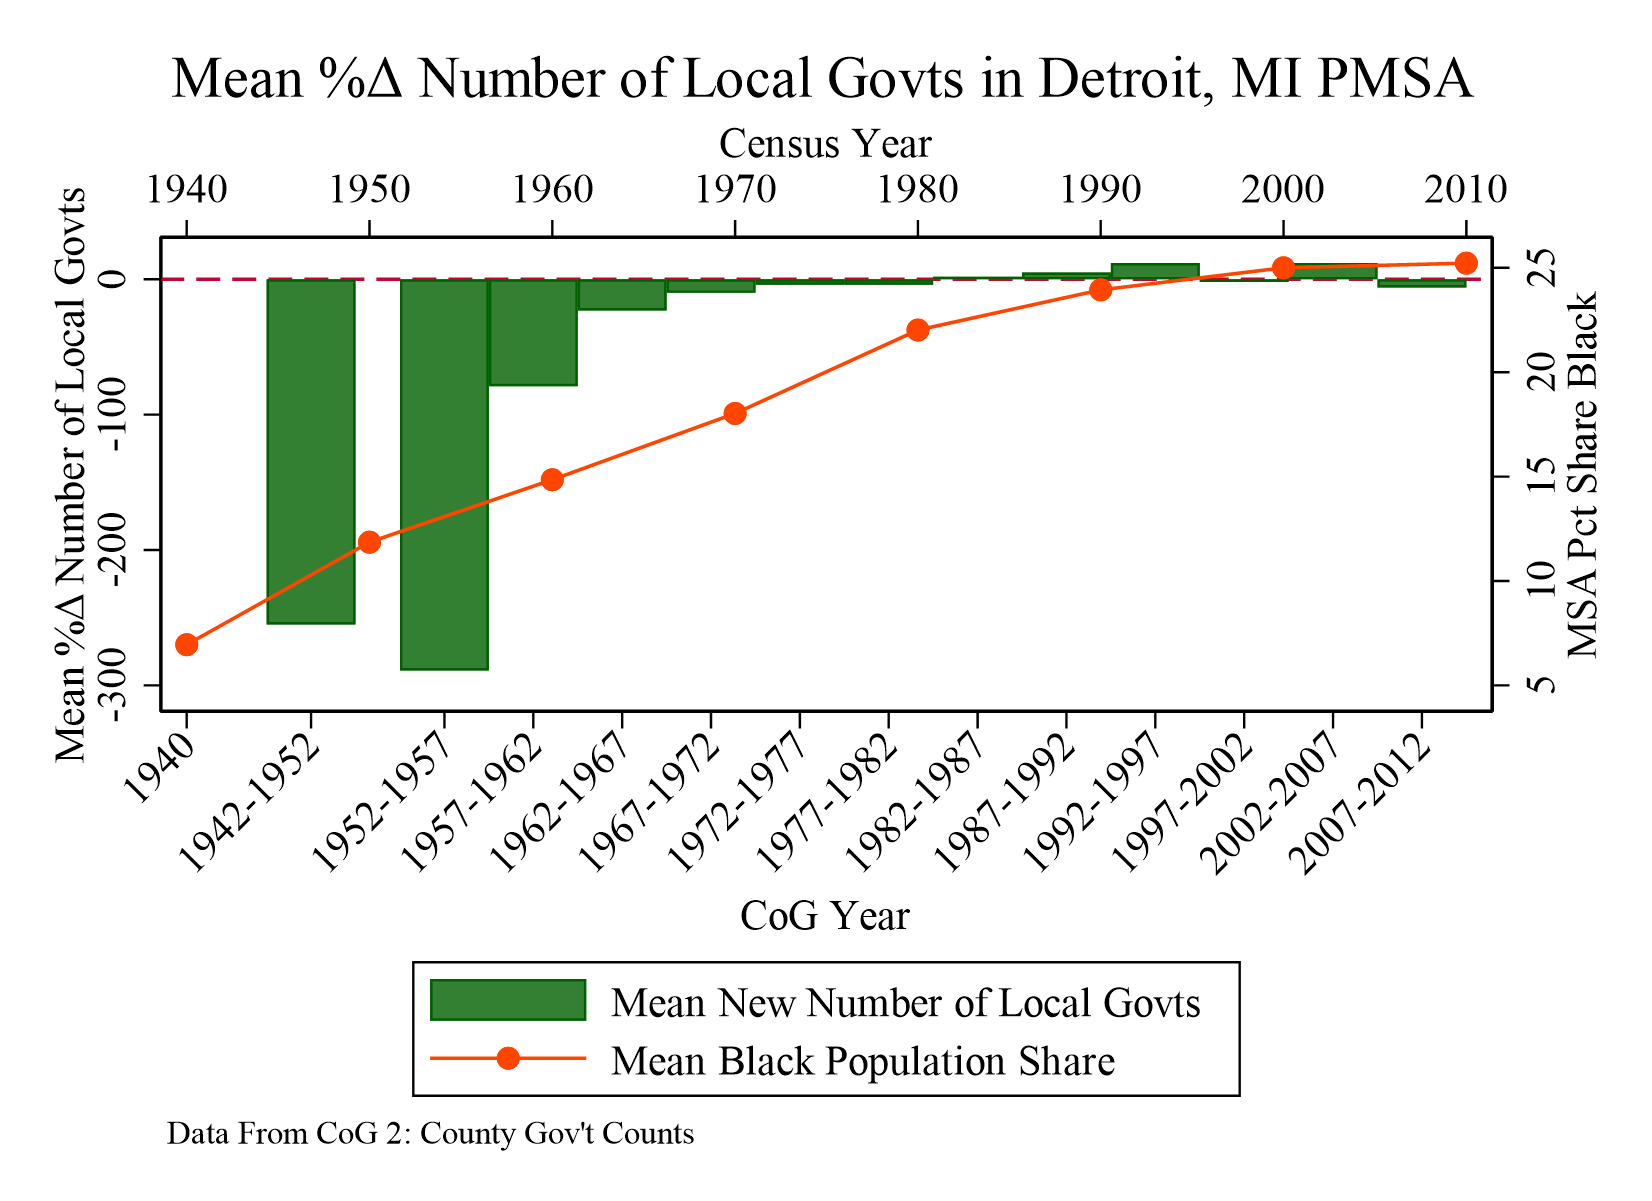 Mean %Δ Number of Local Govts in Detroit, MI PMSA
Census Year
1940 1950 1960 1970 1980 1990 2000 2010
Mean %Δ Number of Local Govts
0
-100
-200
-300
25
20
15
10
5
MSA Pct Share Black
1940
1942-1952
1952-1957
1957-1962
1962-1967
1967-1972
1972-1977
1977-1982
1982-1987
1987-1992
1992-1997
1997-2002
2002-2007
2007-2012
CoG Year
Mean New Number of Local Govts
Mean Black Population Share
Data From CoG 2: County Gov't Counts